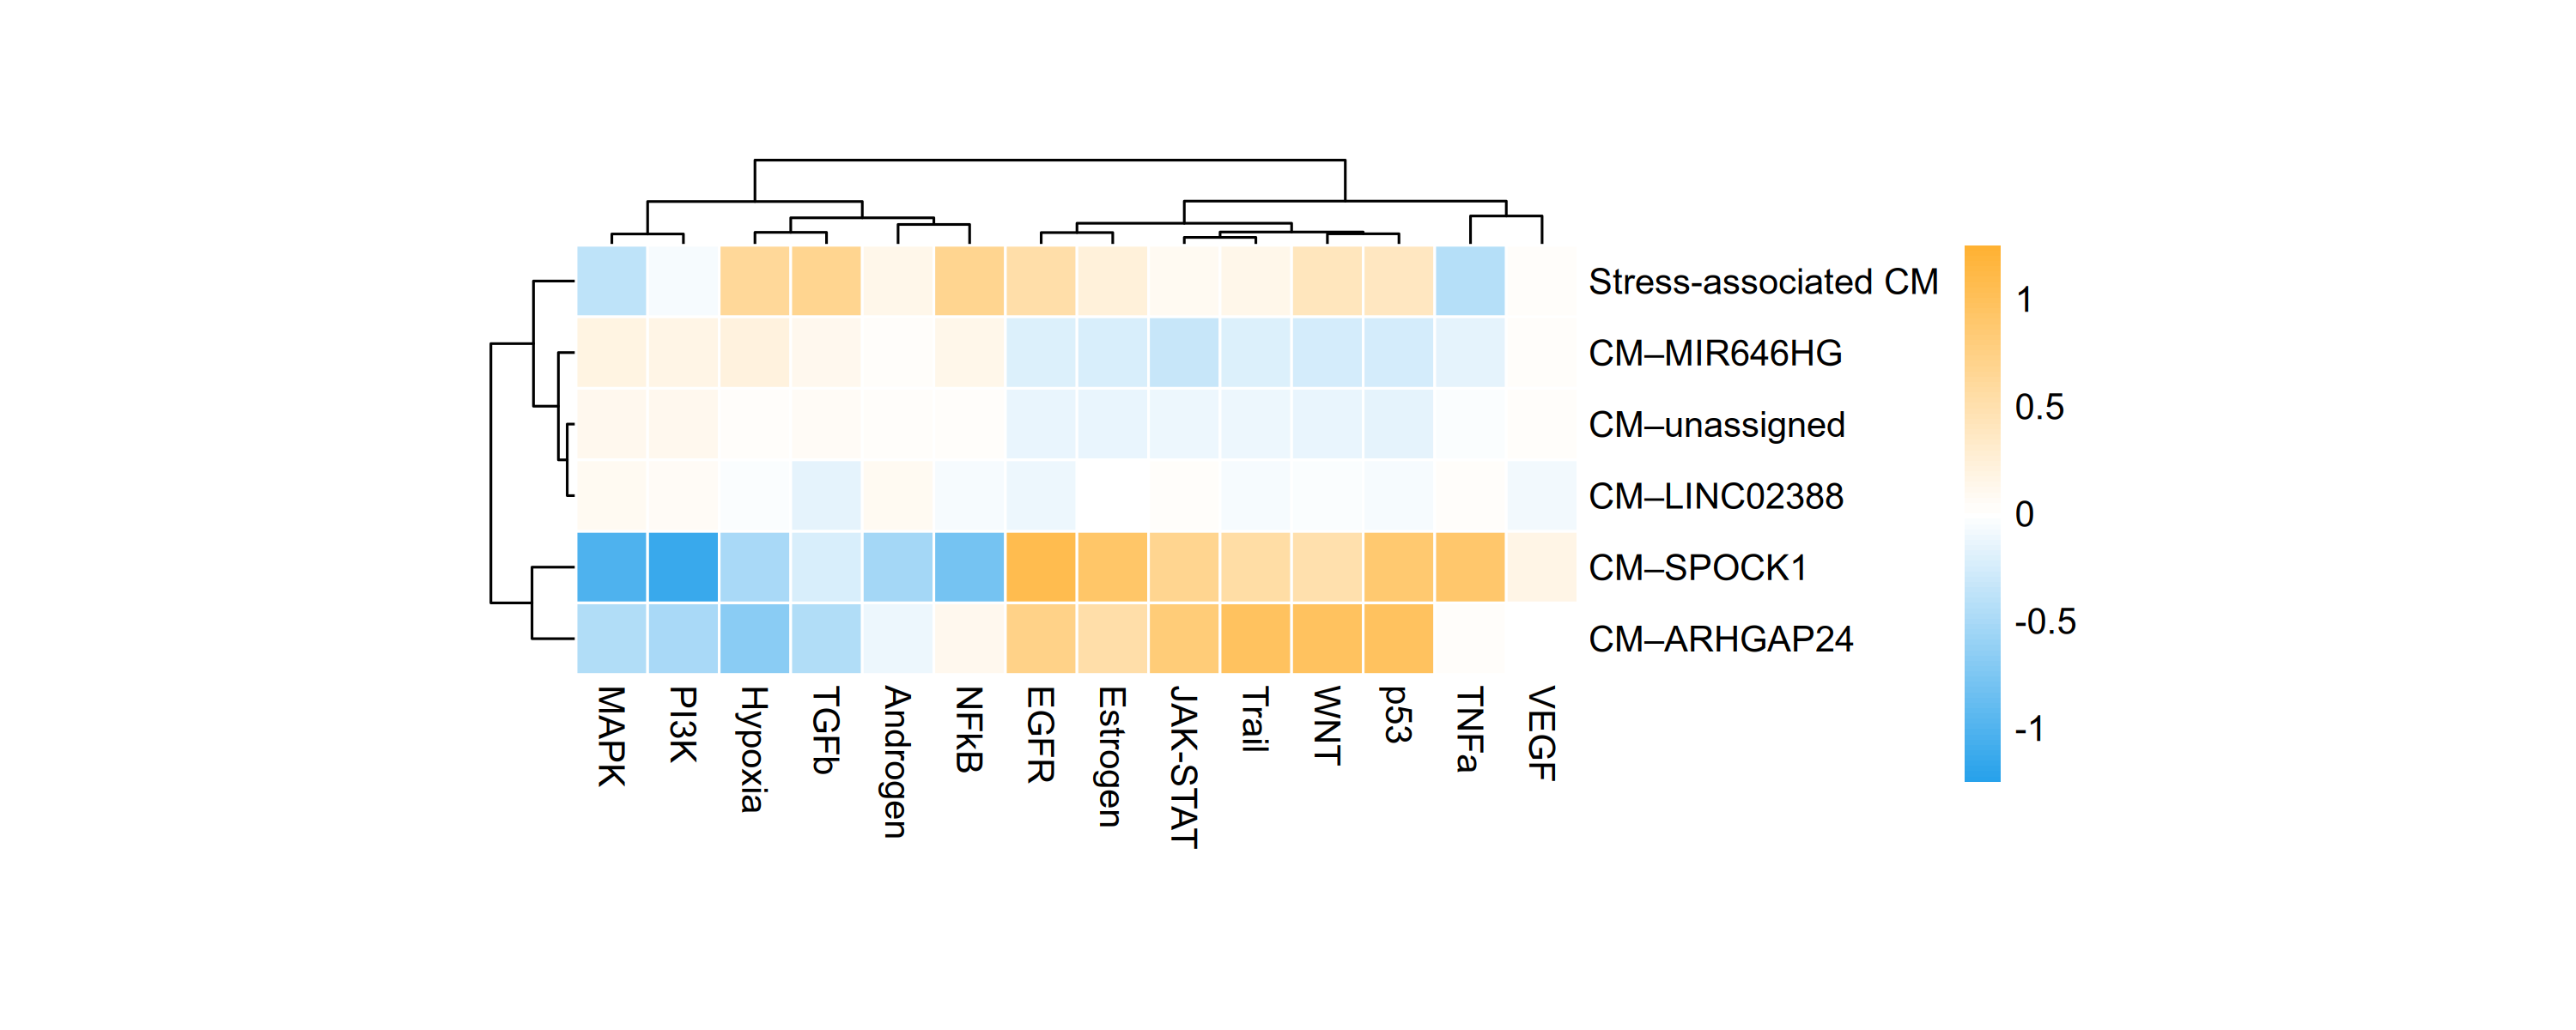 Stress-associated CM
CM–MIR646HG
CM–unassigned
CM–LINC02388
CM–SPOCK1
CM–ARHGAP24
MAPK
PI3K
Hypoxia
TGFb
Androgen
NFkB
EGFR
Estrogen
JAK-STAT
Trail
WNT
p53
TNFa
VEGF
1
0.5
0
-0.5
-1